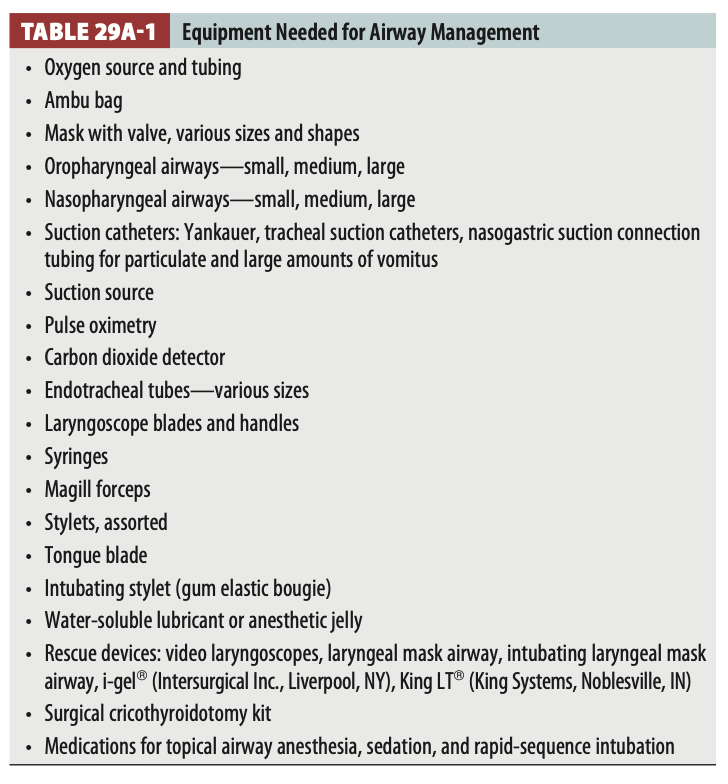 TABLE 29A-1 Equipment Needed for Airway Management
• Oxygen source and tubing
• Ambu bag
• Mask with valve, various sizes and shapes
• Oropharyngeal airways—small, medium, large
• Nasopharyngeal airways—small, medium, large
• Suction catheters: Yankauer, tracheal suction catheters, nasogastric suction connection
tubing for particulate and large amounts of vomitus
• Suction source
• Pulse oximetry
• Carbon dioxide detector
• Endotracheal tubes—various sizes
• Laryngoscope blades and handles
• Syringes
• Magill forceps
• Stylets, assorted
• Tongue blade
• Intubating stylet (gum elastic bougie)
• Water-soluble lubricant or anesthetic jelly
• Rescue devices: video laryngoscopes, laryngeal mask airway, intubating laryngeal mask
airway, i-gel® (Intersurgical Inc., Liverpool, NY), King LT® (King Systems, Noblesville, IN)
• Surgical cricothyroidotomy kit
• Medications for topical airway anesthesia, sedation, and rapid-sequence intubation